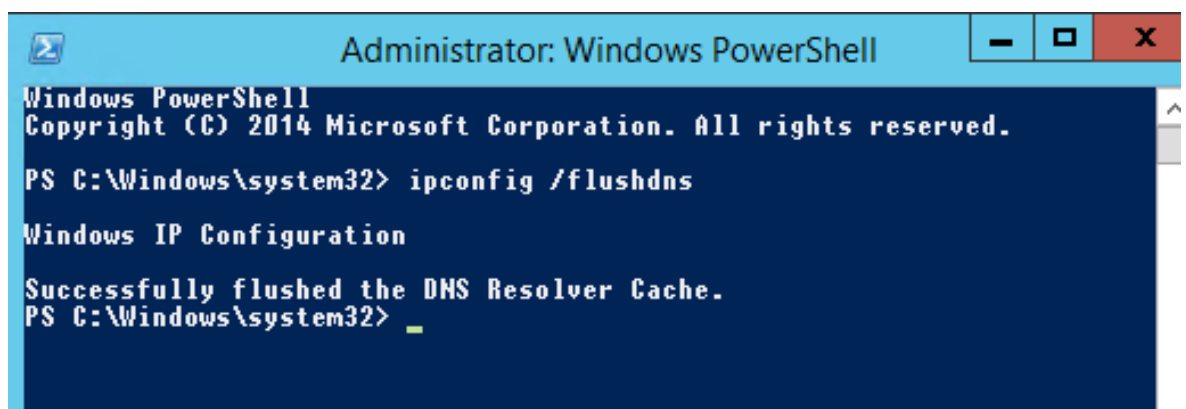 Administrator: Windows PowerShell
Windows PowerShell
Copyright (C) 2014 Microsoft Corporation. All rights reserved.
PS C:\Windows\system32> ipconfig /flushdns
Windows IP Configuration
Successfully flushed the DNS Resolver Cache.
PS C:\Windows\system32> _